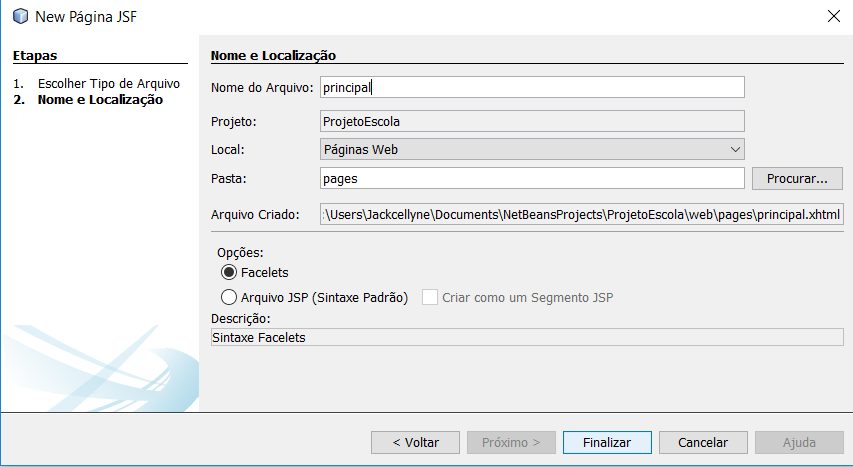 New Página JSF
Etapas
1. Escolher Tipo de Arquivo
2. Nome e Localização
Nome e Localização
Nome do Arquivo: principal
Projeto: ProjetoEscola
Local: Páginas Web
Pasta: pages Procurar...
Arquivo Criado: :\Users\Jackcellyne\Documents\NetBeansProjects\ProjetoEscola\web\pages\principal.xhtml
Opções:
Facelets
Arquivo JSP (Sintaxe Padrão) Criar como um Segmento JSP
Descrição:
Sintaxe Facelets
< Voltar Próximo > Finalizar Cancelar Ajuda